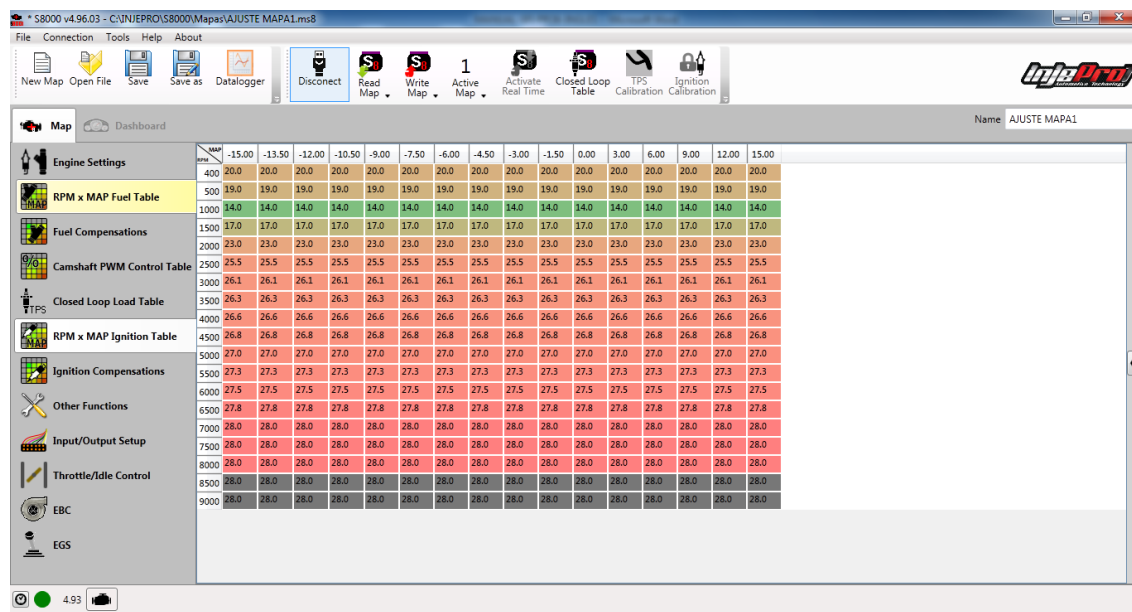 * S8000 v4.96.03 - C:\INJEPRO\S8000\Mapas\AJUSTE MAPA1.ms8
File Connection Tools Help About
New Map Open File Save Save as Datalogger Disconect Read Map Write Map 1 Active Map Activate Real Time Closed Loop Table TPS Calibration Ignition Calibration
InjePro
Automotive Technology
Map Dashboard Name AJUSTE MAPA1
Engine Settings
RPM x MAP Fuel Table
Fuel Compensations
Camshaft PWM Control Table
Closed Loop Load Table
RPM x MAP Ignition Table
Ignition Compensations
Other Functions
Input/Output Setup
Throttle/Idle Control
EBC
EGS
MAP
RPM
-15.00 -13.50 -12.00 -10.50 -9.00 -7.50 -6.00 -4.50 -3.00 -1.50 0.00 3.00 6.00 9.00 12.00 15.00
400 20.0 20.0 20.0 20.0 20.0 20.0 20.0 20.0 20.0 20.0 20.0 20.0 20.0 20.0 20.0 20.0
500 19.0 19.0 19.0 19.0 19.0 19.0 19.0 19.0 19.0 19.0 19.0 19.0 19.0 19.0 19.0 19.0
1000 14.0 14.0 14.0 14.0 14.0 14.0 14.0 14.0 14.0 14.0 14.0 14.0 14.0 14.0 14.0 14.0
1500 17.0 17.0 17.0 17.0 17.0 17.0 17.0 17.0 17.0 17.0 17.0 17.0 17.0 17.0 17.0 17.0
2000 23.0 23.0 23.0 23.0 23.0 23.0 23.0 23.0 23.0 23.0 23.0 23.0 23.0 23.0 23.0 23.0
2500 25.5 25.5 25.5 25.5 25.5 25.5 25.5 25.5 25.5 25.5 25.5 25.5 25.5 25.5 25.5 25.5
3000 26.1 26.1 26.1 26.1 26.1 26.1 26.1 26.1 26.1 26.1 26.1 26.1 26.1 26.1 26.1 26.1
3500 26.3 26.3 26.3 26.3 26.3 26.3 26.3 26.3 26.3 26.3 26.3 26.3 26.3 26.3 26.3 26.3
4000 26.6 26.6 26.6 26.6 26.6 26.6 26.6 26.6 26.6 26.6 26.6 26.6 26.6 26.6 26.6 26.6
4500 26.8 26.8 26.8 26.8 26.8 26.8 26.8 26.8 26.8 26.8 26.8 26.8 26.8 26.8 26.8 26.8
5000 27.0 27.0 27.0 27.0 27.0 27.0 27.0 27.0 27.0 27.0 27.0 27.0 27.0 27.0 27.0 27.0
5500 27.3 27.3 27.3 27.3 27.3 27.3 27.3 27.3 27.3 27.3 27.3 27.3 27.3 27.3 27.3 27.3
6000 27.5 27.5 27.5 27.5 27.5 27.5 27.5 27.5 27.5 27.5 27.5 27.5 27.5 27.5 27.5 27.5
6500 27.8 27.8 27.8 27.8 27.8 27.8 27.8 27.8 27.8 27.8 27.8 27.8 27.8 27.8 27.8 27.8
7000 28.0 28.0 28.0 28.0 28.0 28.0 28.0 28.0 28.0 28.0 28.0 28.0 28.0 28.0 28.0 28.0
7500 28.0 28.0 28.0 28.0 28.0 28.0 28.0 28.0 28.0 28.0 28.0 28.0 28.0 28.0 28.0 28.0
8000 28.0 28.0 28.0 28.0 28.0 28.0 28.0 28.0 28.0 28.0 28.0 28.0 28.0 28.0 28.0 28.0
8500 28.0 28.0 28.0 28.0 28.0 28.0 28.0 28.0 28.0 28.0 28.0 28.0 28.0 28.0 28.0 28.0
9000 28.0 28.0 28.0 28.0 28.0 28.0 28.0 28.0 28.0 28.0 28.0 28.0 28.0 28.0 28.0 28.0
4.93